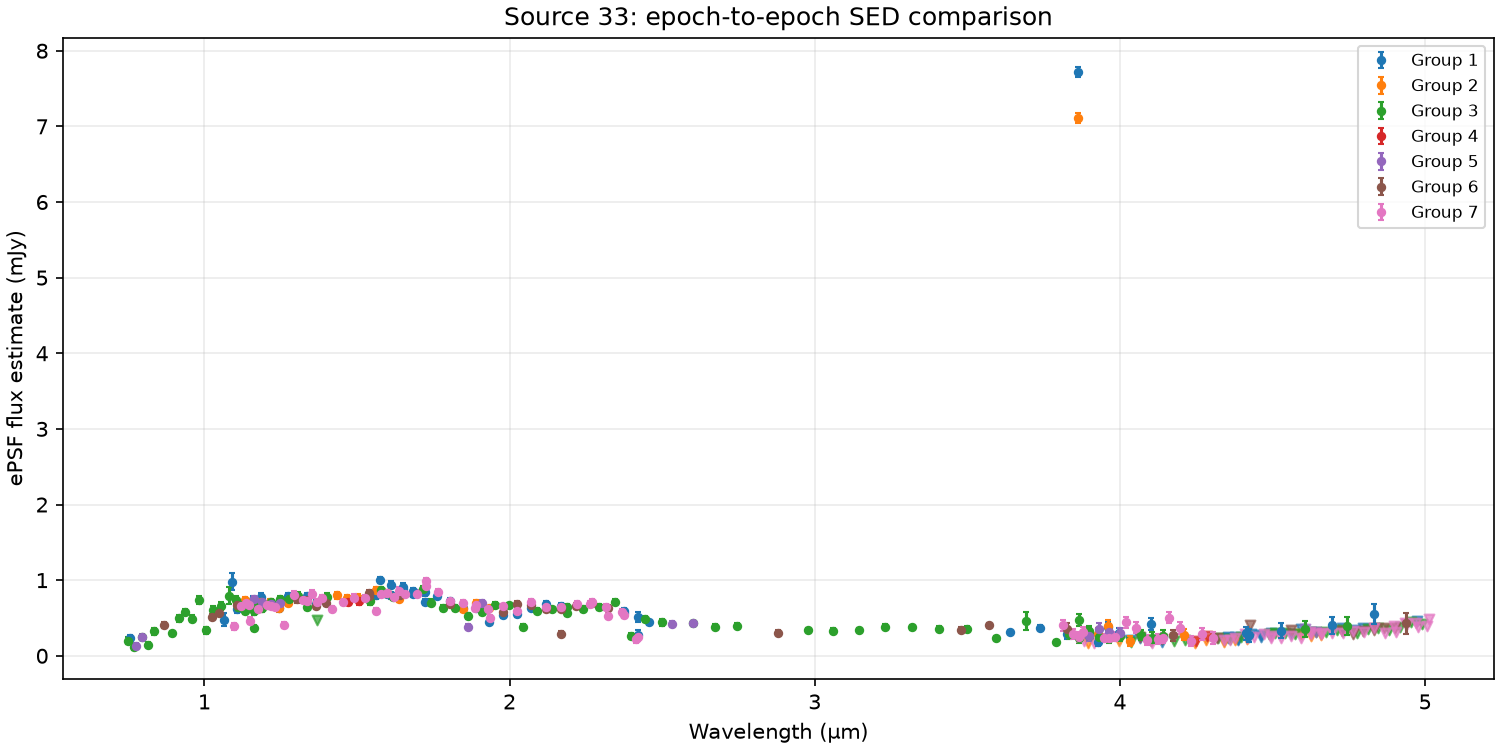 Source 33: epoch-to-epoch SED comparison
ePSF flux estimate (mJy)
8
7
6
5
4
3
2
1
0
Group 1
Group 2
Group 3
Group 4
Group 5
Group 6
Group 7
1 2 3 4 5
Wavelength (µm)